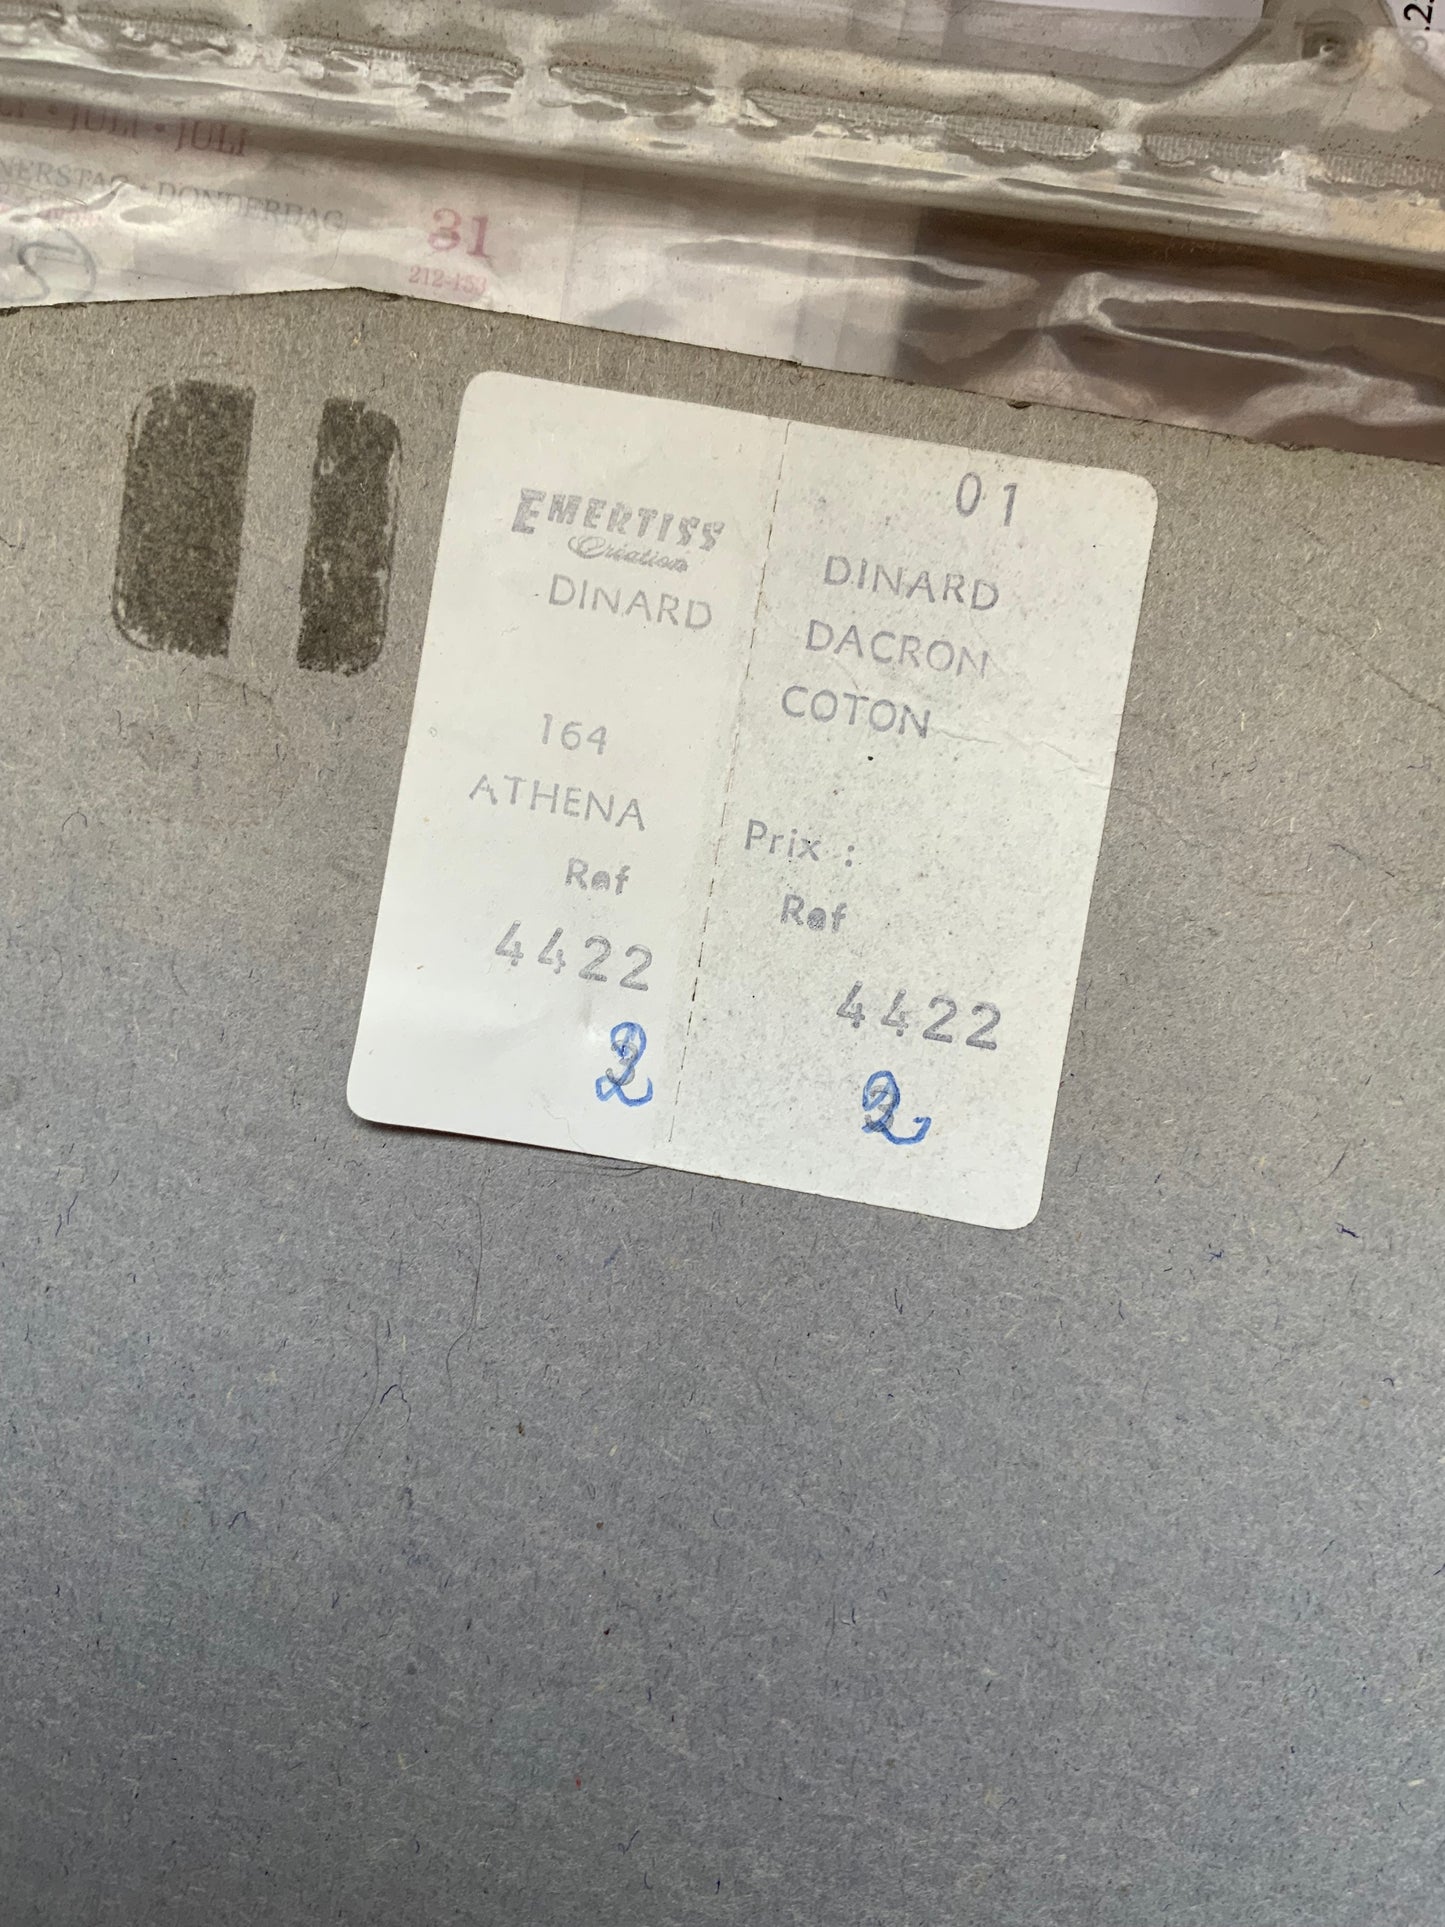 JULI • JULI
DONDERDAG
31
212-153
EMERTISS
Création
DINARD
164
ATHENA
Ref
4422
2
01
DINARD
DACRON
COTON
Prix :
Ref
4422
2